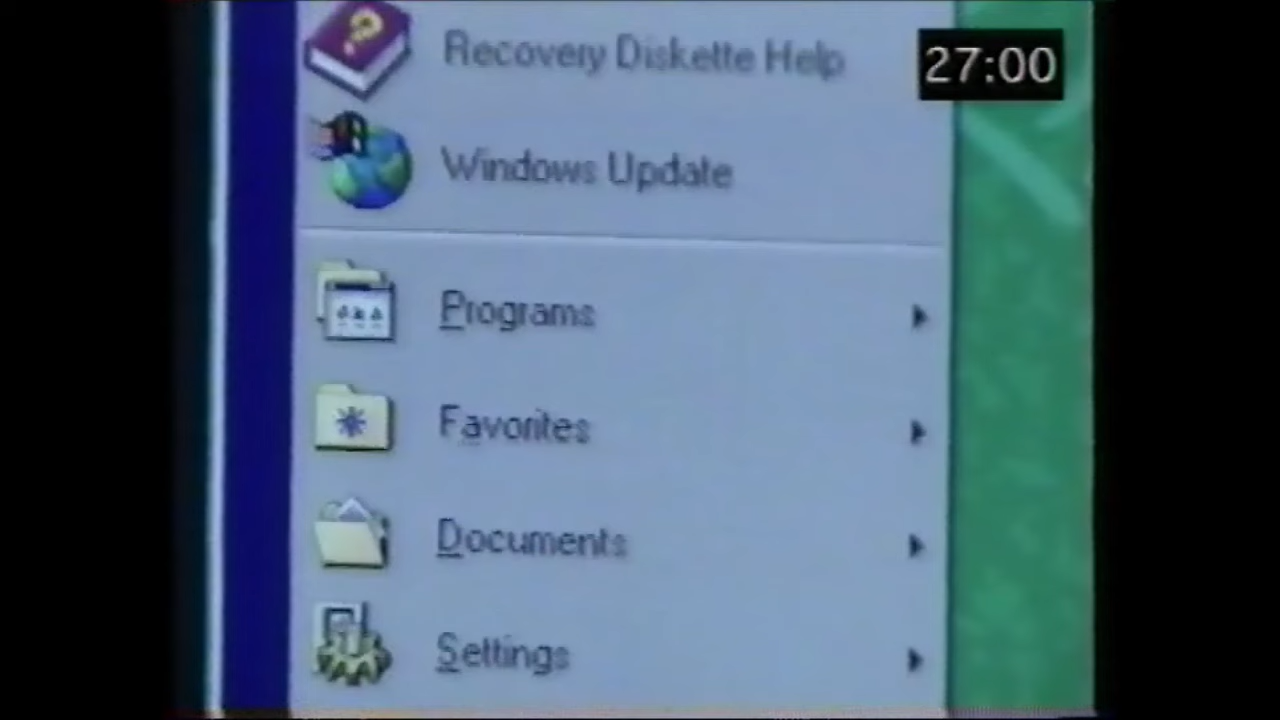 Recovery Diskette Help
27:00
Windows Update
Programs
Favorites
Documents
Settings